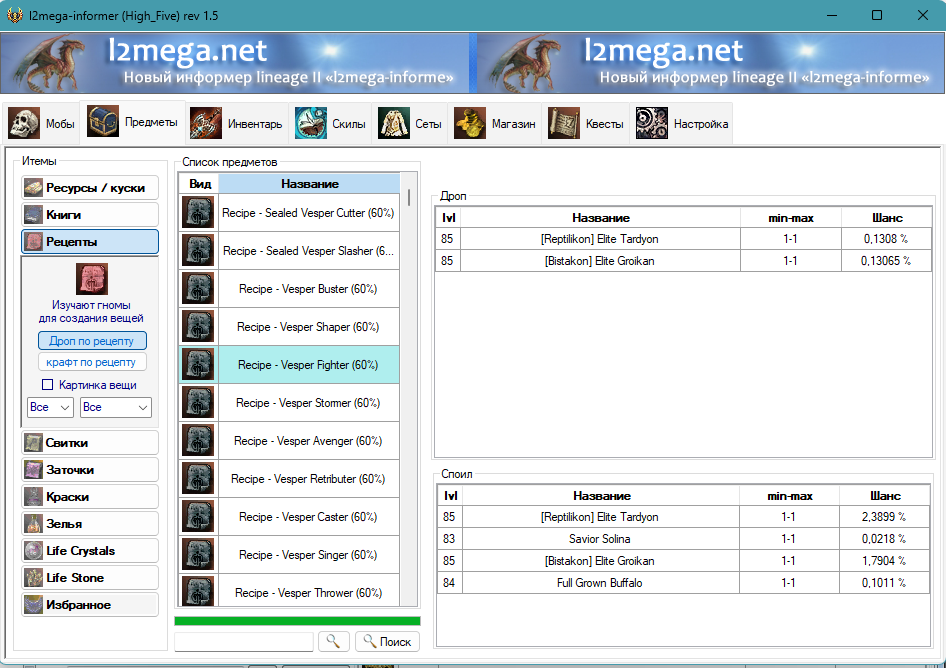 l2mega-informer (High_Five) rev 1.5
l2mega.net
Новый информер lineage II «l2mega-informe»
l2mega.net
Новый информер lineage II «l2mega-informe»
Мобы
Предметы
Инвентарь
Скилы
Сеты
Магазин
Квесты
Настройка
Итемы
Ресурсы / куски
Книги
Рецепты
Изучают гномы
для создания вещей
Дроп по рецепту
крафт по рецепту
Картинка вещи
Все
Все
Свитки
Заточки
Краски
Зелья
Life Crystals
Life Stone
Избранное
Список предметов
Вид Название
Recipe - Sealed Vesper Cutter (60%)
Recipe - Sealed Vesper Slasher (6...
Recipe - Vesper Buster (60%)
Recipe - Vesper Shaper (60%)
Recipe - Vesper Fighter (60%)
Recipe - Vesper Stormer (60%)
Recipe - Vesper Avenger (60%)
Recipe - Vesper Retributer (60%)
Recipe - Vesper Caster (60%)
Recipe - Vesper Singer (60%)
Recipe - Vesper Thrower (60%)
Поиск
Дроп
lvl Название min-max Шанс
85 [Reptilikon] Elite Tardyon 1-1 0,1308 %
85 [Bistakon] Elite Groikan 1-1 0,13065 %
Споил
lvl Название min-max Шанс
85 [Reptilikon] Elite Tardyon 1-1 2,3899 %
83 Savior Solina 1-1 0,0218 %
85 [Bistakon] Elite Groikan 1-1 1,7904 %
84 Full Grown Buffalo 1-1 0,1011 %